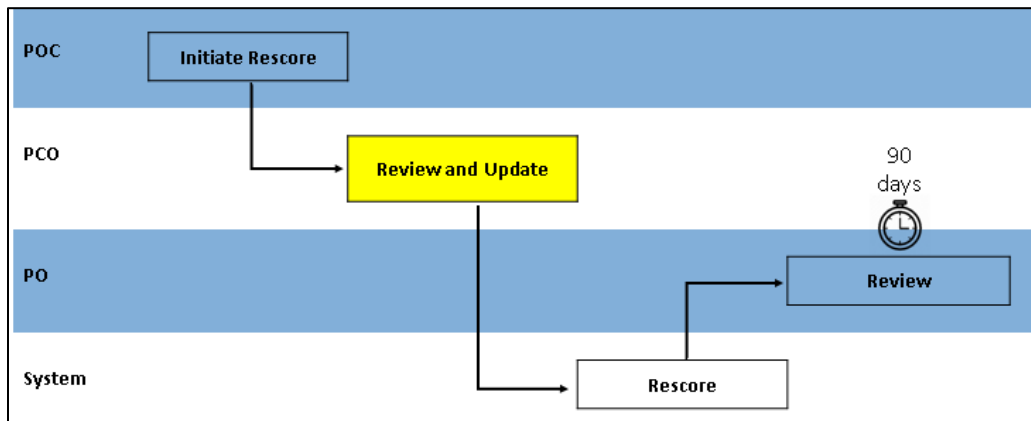 POC
Initiate Rescore
PCO
Review and Update
90
days
PO
Review
System
Rescore